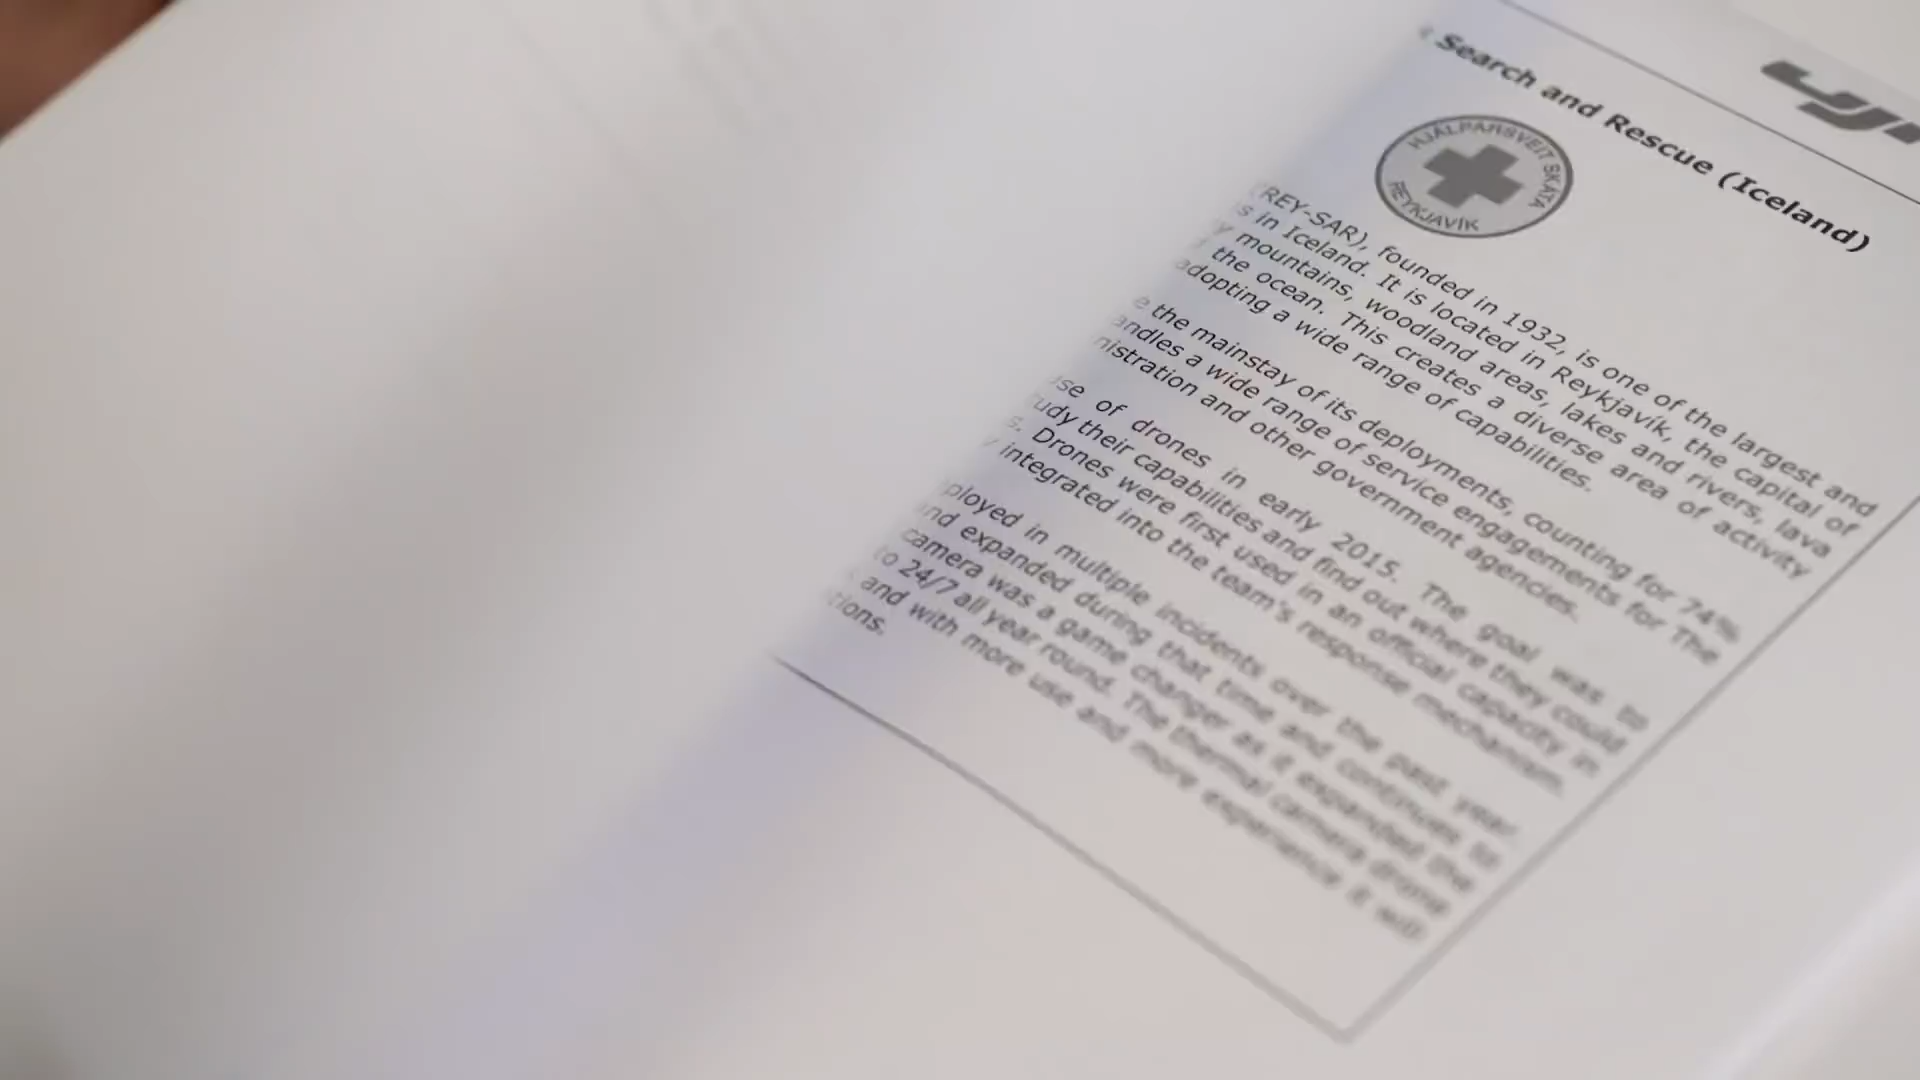 Search and Rescue (Iceland)
HJÁLPARSVEIT SKÁTA
REYKJAVÍK
(REY-SAR), founded in 1932, is one of the largest and
s in Iceland. It is located in Reykjavík, the capital of
y mountains, woodland areas, lakes and rivers, lava
the ocean. This creates a diverse area of activity
adopting a wide range of capabilities.
e the mainstay of its deployments, counting for 74%
andles a wide range of service engagements for The
nistration and other government agencies.
use of drones in early 2015. The goal was to
udy their capabilities and find out where they could
s. Drones were first used in an official capacity in
y integrated into the team's response mechanism.
ployed in multiple incidents over the past year
nd expanded during that time and continues to
camera was a game changer as it expanded the
to 24/7 all year round. The thermal camera drone
and with more use and more experience it will
tions.